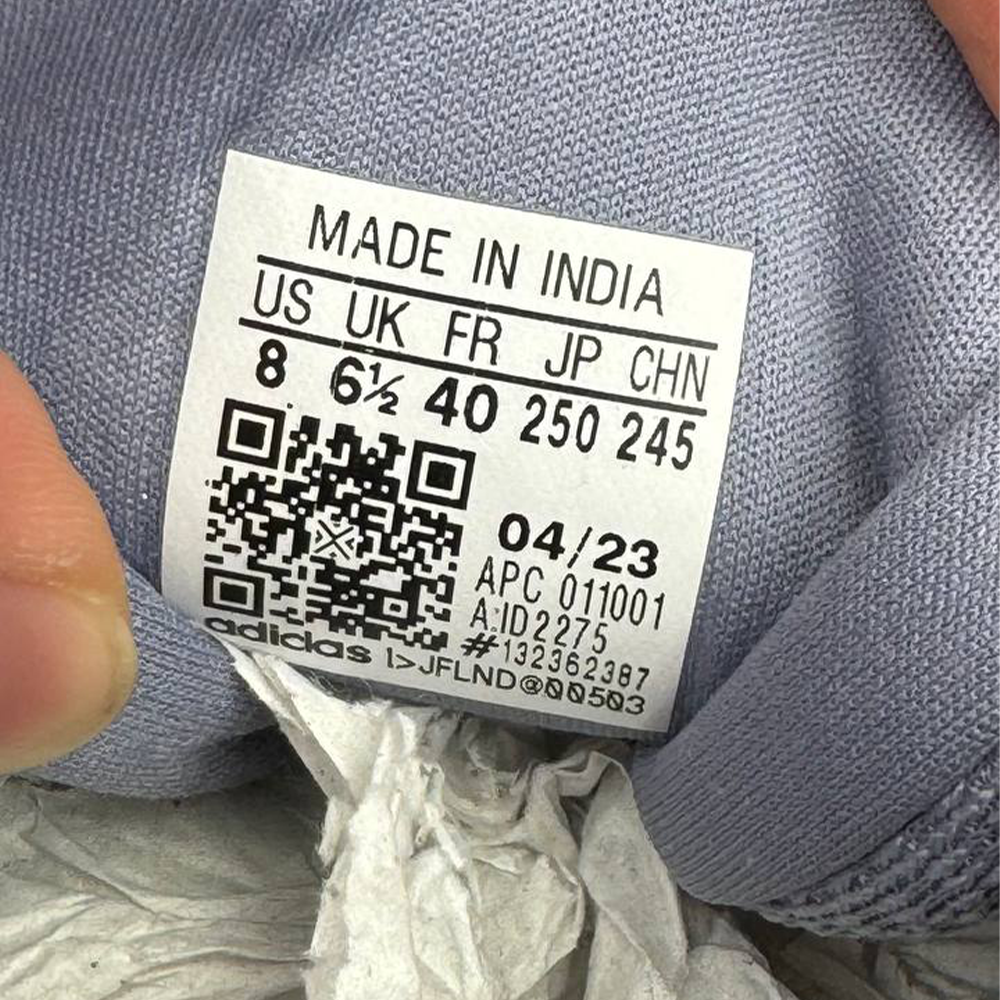 MADE IN INDIA
US UK FR JP CHN
8 6½ 40 250 245
04/23
APC 011001
A:ID2275
#132362387
adidas 1>JFLND@00503